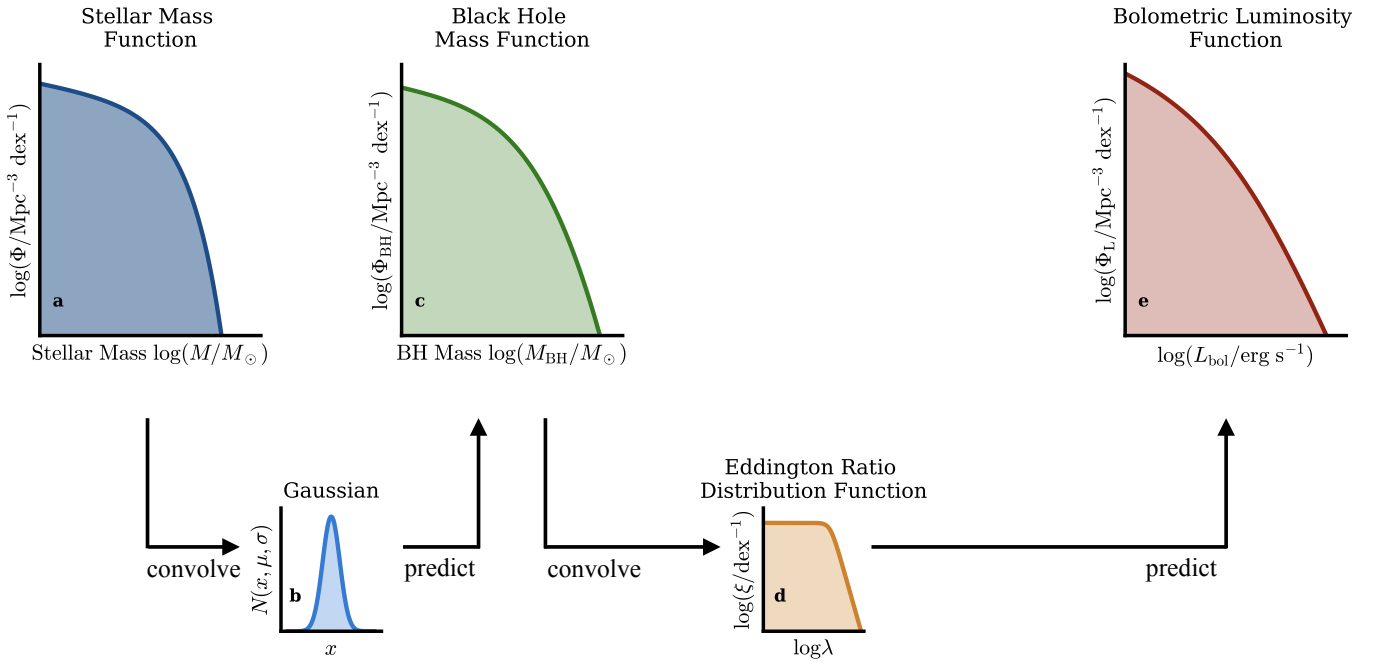 Stellar Mass
Function
log(Φ/Mpc⁻³ dex⁻¹)
a
Stellar Mass log(M/M⊙)
Black Hole
Mass Function
log(Φ_BH/Mpc⁻³ dex⁻¹)
c
BH Mass log(M_BH/M⊙)
Bolometric Luminosity
Function
log(Φ_L/Mpc⁻³ dex⁻¹)
e
log(L_bol/erg s⁻¹)
convolve
Gaussian
N(x, μ, σ)
b
x
predict
convolve
Eddington Ratio
Distribution Function
log(ξ/dex⁻¹)
d
logλ
predict